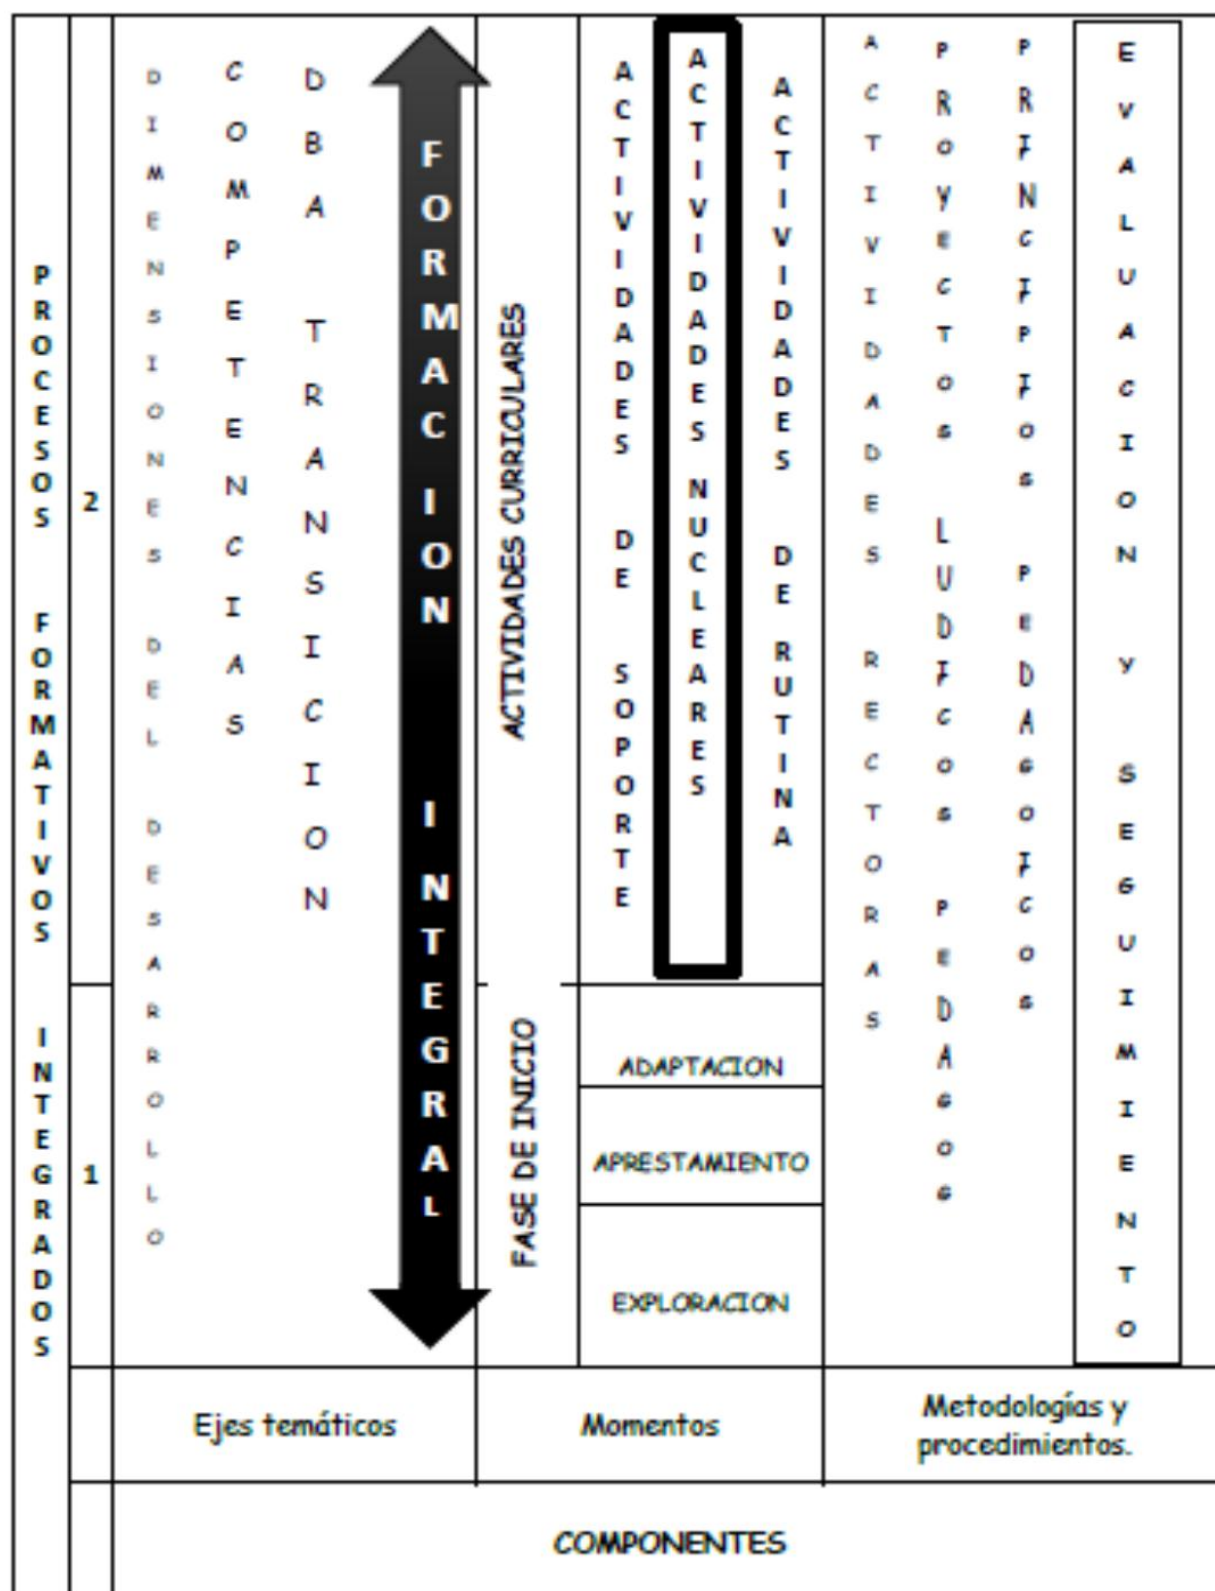 PROCESOS FORMATIVOS INTEGRADOS
2
1
DIMENSIONES DEL DESARROLLO
COMPETENCIAS
DBA TRANSICION
FORMACION INTEGRAL
ACTIVIDADES CURRICULARES
FASE DE INICIO
ACTIVIDADES DE SOPORTE
ACTIVIDADES NUCLEARES
ACTIVIDADES DE RUTINA
ADAPTACION
APRESTAMIENTO
EXPLORACION
ACTIVIDADES RECTORAS
PROYECTOS LUDICOS PEDAGOGOS
PRINCIPIOS PEDAGOGICOS
EVALUACION Y SEGUIMIENTO
Ejes temáticos
Momentos
Metodologías y
procedimientos.
COMPONENTES